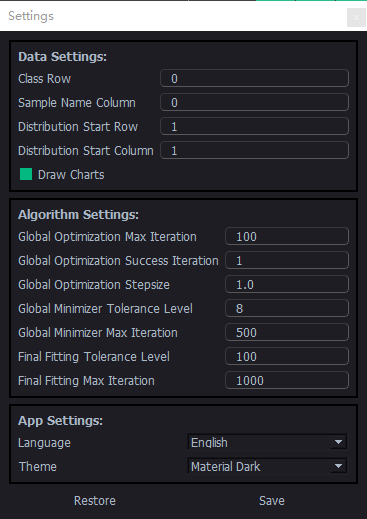 Settings
Data Settings:
Class Row 0
Sample Name Column 0
Distribution Start Row 1
Distribution Start Column 1
Draw Charts
Algorithm Settings:
Global Optimization Max Iteration 100
Global Optimization Success Iteration 1
Global Optimization Stepsize 1.0
Global Minimizer Tolerance Level 8
Global Minimizer Max Iteration 500
Final Fitting Tolerance Level 100
Final Fitting Max Iteration 1000
App Settings:
Language English
Theme Material Dark
Restore Save